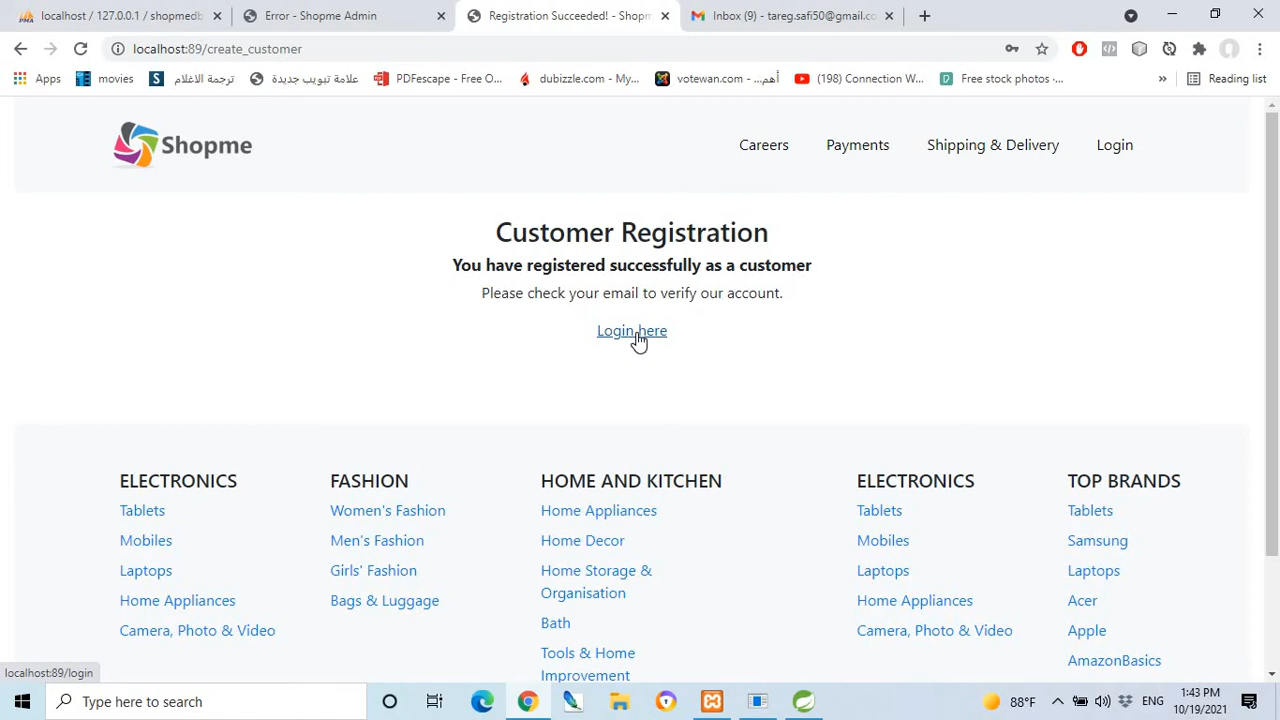 localhost / 127.0.0.1 / shopmedb
Error - Shopme Admin
Registration Succeeded! - Shopm
Inbox (9) - tareg.safi50@gmail.co
localhost:89/create_customer
Apps
movies
ترجمة الاغلام
علامة تبويب جديدة
PDFescape - Free O...
dubizzle.com - My...
votewan.com - أهم...
(198) Connection W...
Free stock photos ·...
»
Reading list
Shopme
Careers
Payments
Shipping & Delivery
Login
Customer Registration
You have registered successfully as a customer
Please check your email to verify our account.
Login here
ELECTRONICS
Tablets
Mobiles
Laptops
Home Appliances
Camera, Photo & Video
FASHION
Women's Fashion
Men's Fashion
Girls' Fashion
Bags & Luggage
HOME AND KITCHEN
Home Appliances
Home Decor
Home Storage &
Organisation
Bath
Tools & Home
Improvement
ELECTRONICS
Tablets
Mobiles
Laptops
Home Appliances
Camera, Photo & Video
TOP BRANDS
Tablets
Samsung
Laptops
Acer
Apple
AmazonBasics
localhost:89/login
Type here to search
88°F
ENG
1:43 PM
10/19/2021